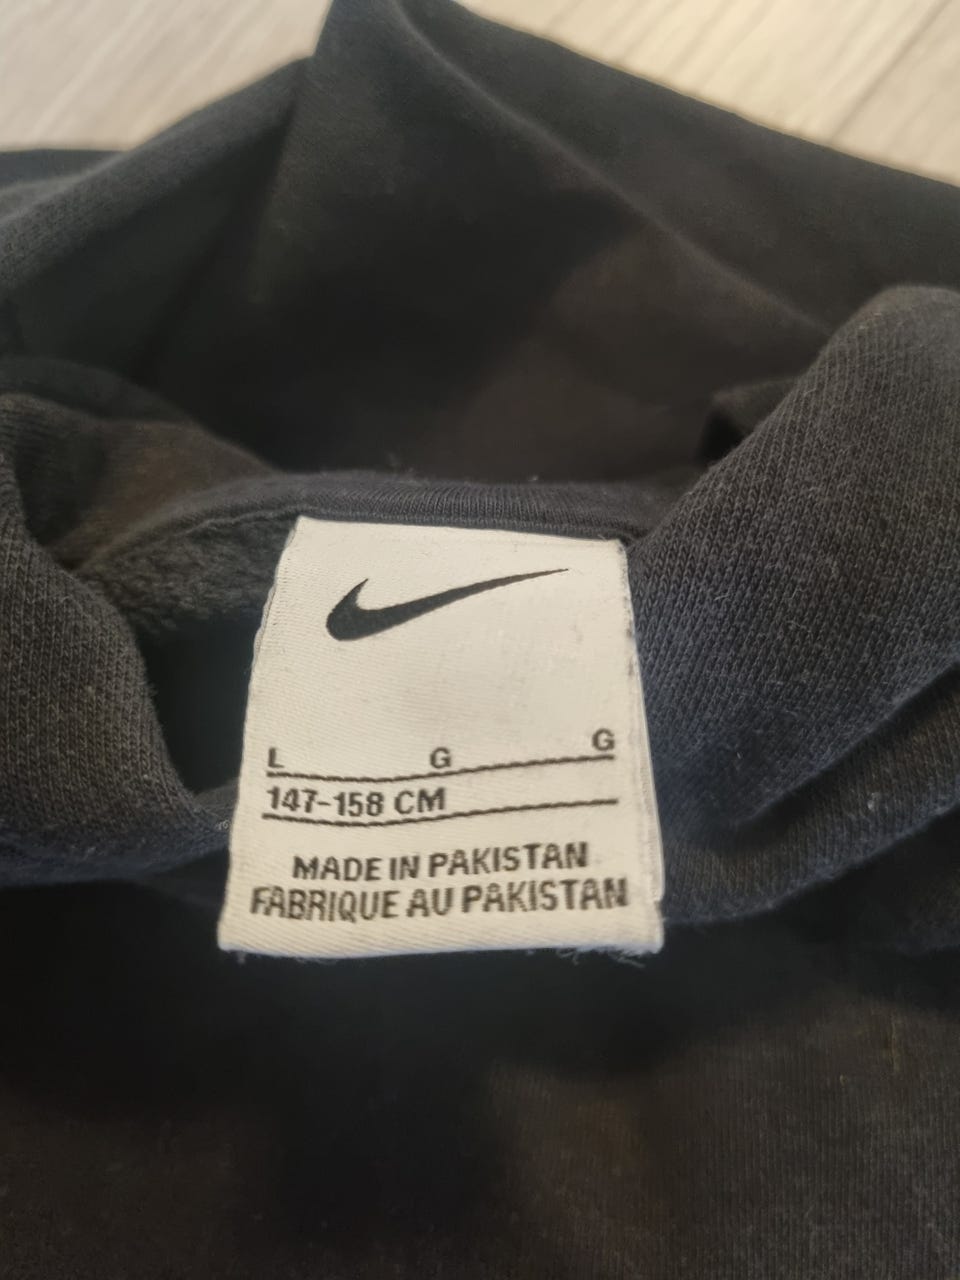 L G G
147-158 CM
MADE IN PAKISTAN
FABRIQUE AU PAKISTAN